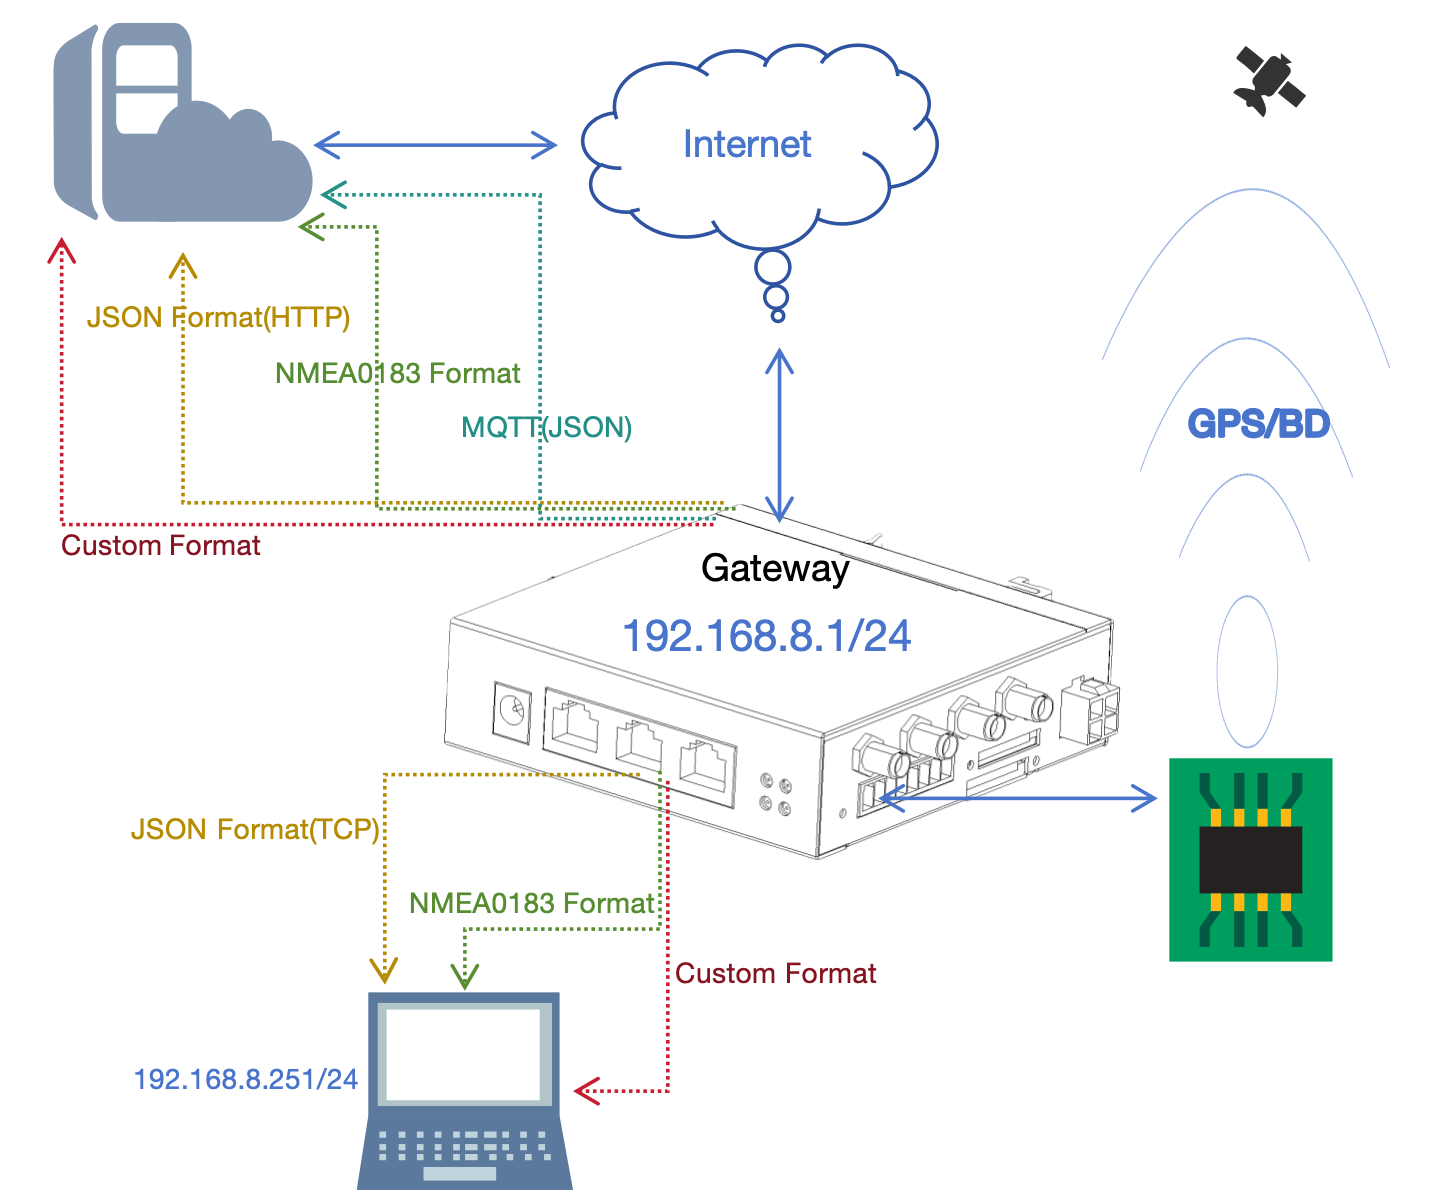 Internet
JSON Format(HTTP)
NMEA0183 Format
MQTT(JSON)
GPS/BD
Custom Format
Gateway
192.168.8.1/24
JSON Format(TCP)
NMEA0183 Format
Custom Format
192.168.8.251/24